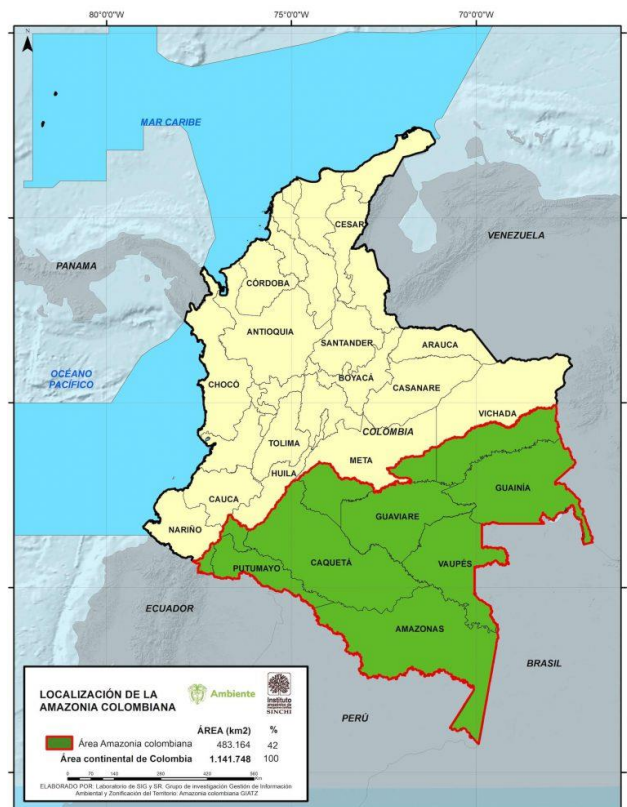 80°0'0"W
75°0'0"W
70°0'0"W
N
MAR CARIBE
CESAR
VENEZUELA
PANAMA
CÓRDOBA
ANTIOQUIA
SANTANDER
ARAUCA
OCÉANO
PACÍFICO
CHOCÓ
BOYACÁ
CASANARE
VICHADA
COLOMBIA
TOLIMA
META
HUILA
GUAINÍA
CAUCA
GUAVIARE
NARIÑO
CAQUETÁ
VAUPÉS
PUTUMAYO
ECUADOR
AMAZONAS
BRASIL
PERÚ
LOCALIZACIÓN DE LA
AMAZONIA COLOMBIANA
Ambiente
Instituto
SINCHI
ÁREA (km2) %
Área Amazonia colombiana 483.164 42
Área continental de Colombia 1.141.748 100
ELABORADO POR: Laboratorio de SIG y SR. Grupo de investigación Gestión de Información
Ambiental y Zonificación del Territorio: Amazonia colombiana GIATZ